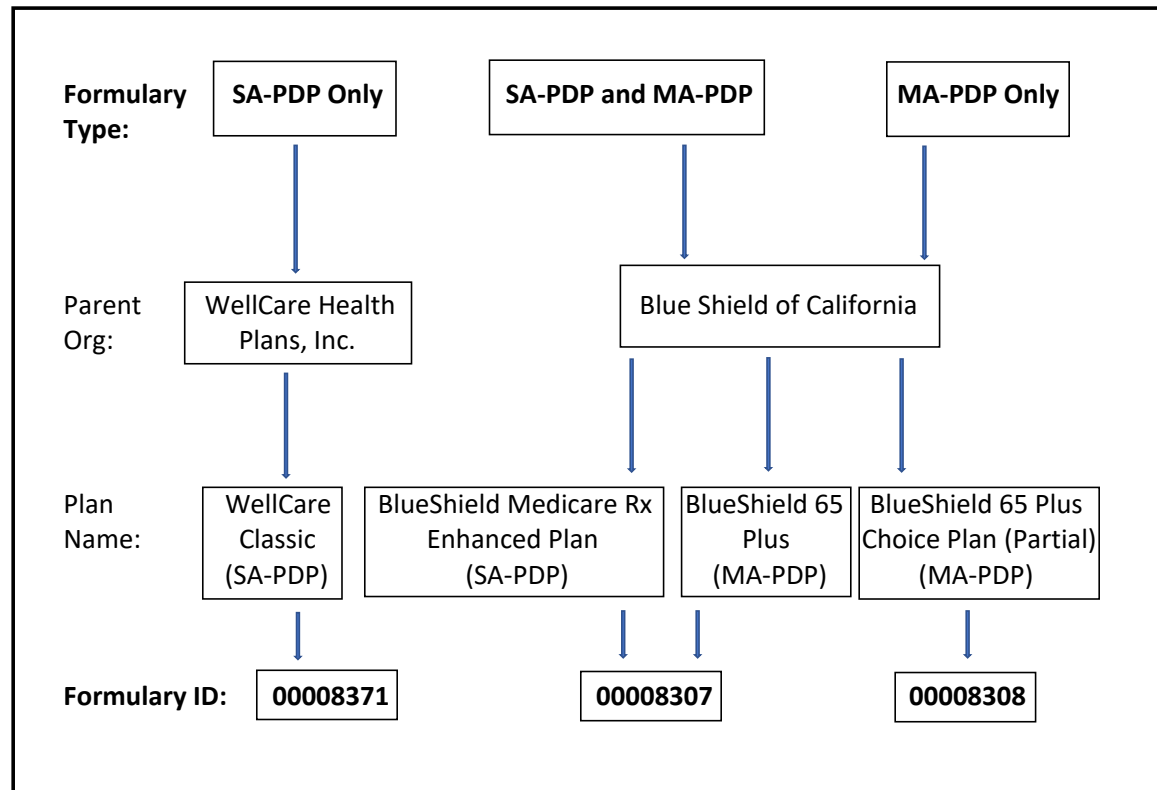 Formulary
Type:
SA-PDP Only
SA-PDP and MA-PDP
MA-PDP Only
Parent
Org:
WellCare Health
Plans, Inc.
Blue Shield of California
Plan
Name:
WellCare
Classic
(SA-PDP)
BlueShield Medicare Rx
Enhanced Plan
(SA-PDP)
BlueShield 65
Plus
(MA-PDP)
BlueShield 65 Plus
Choice Plan (Partial)
(MA-PDP)
Formulary ID:
00008371
00008307
00008308